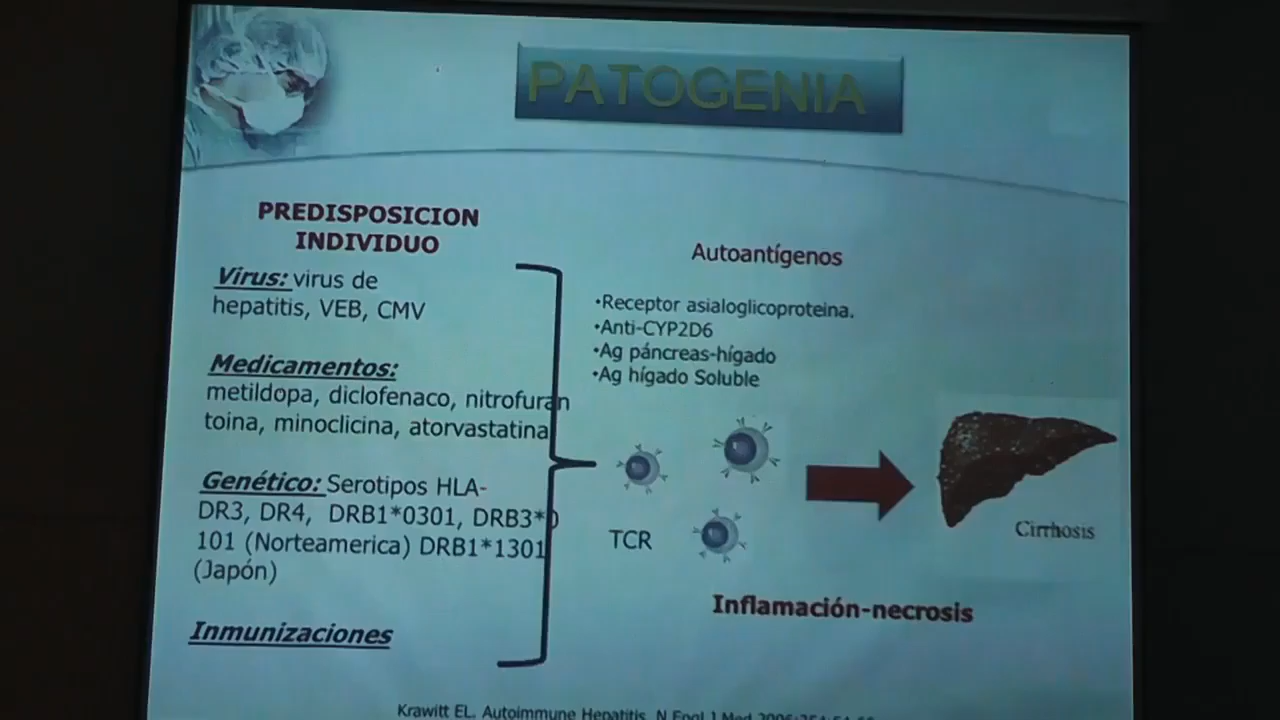 PATOGENIA
PREDISPOSICION
INDIVIDUO
Virus: virus de
hepatitis, VEB, CMV
Medicamentos:
metildopa, diclofenaco, nitrofuran
toina, minoclicina, atorvastatina
Genético: Serotipos HLA-
DR3, DR4, DRB1*0301, DRB3*0
101 (Norteamerica) DRB1*1301
(Japón)
Inmunizaciones
Autoantígenos
•Receptor asialoglicoproteina.
•Anti-CYP2D6
•Ag páncreas-hígado
•Ag hígado Soluble
TCR
Cirrhosis
Inflamación-necrosis
Krawitt EL. Autoimmune Hepatitis. N Engl J Med